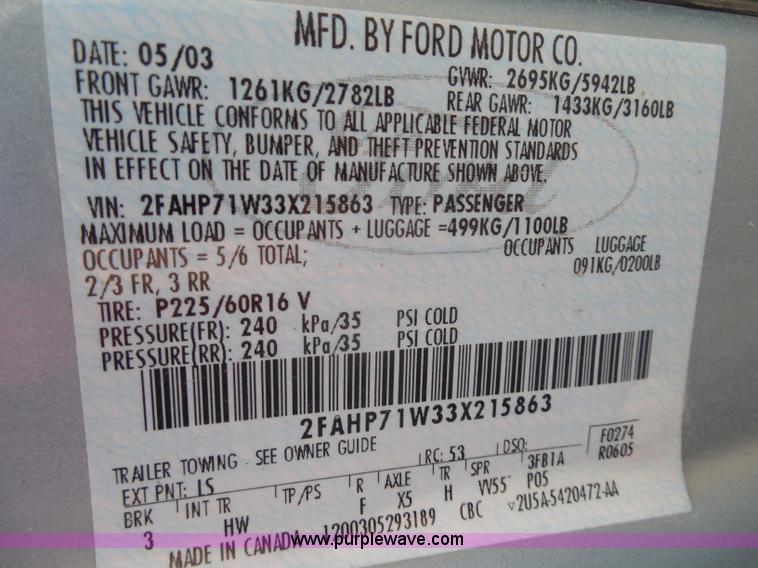 MFD. BY FORD MOTOR CO.
DATE: 05/03 GVWR: 2695KG/5942LB
FRONT GAWR: 1261KG/2782LB REAR GAWR: 1433KG/3160LB
THIS VEHICLE CONFORMS TO ALL APPLICABLE FEDERAL MOTOR
VEHICLE SAFETY, BUMPER, AND THEFT PREVENTION STANDARDS
IN EFFECT ON THE DATE OF MANUFACTURE SHOWN ABOVE.
VIN: 2FAHP71W33X215863 TYPE: PASSENGER
MAXIMUM LOAD = OCCUPANTS + LUGGAGE =499KG/1100LB
OCCUPANTS = 5/6 TOTAL; OCCUPANTS LUGGAGE
2/3 FR, 3 RR 091KG/0200LB
TIRE: P225/60R16 V
PRESSURE(FR): 240 kPa/35 PSI COLD
PRESSURE(RR): 240 kPa/35 PSI COLD
2FAHP71W33X215863
TRAILER TOWING - SEE OWNER GUIDE
EXT PNT: LS RC: 53 DSO: F0274
BRK INT TR TP/PS R AXLE TR SPR 3FB1A R0605
3 HW F X5 H VV55 P05
MADE IN CANADA 1200305293189 CBC 2U5A-5420472-AA
www.purplewave.com